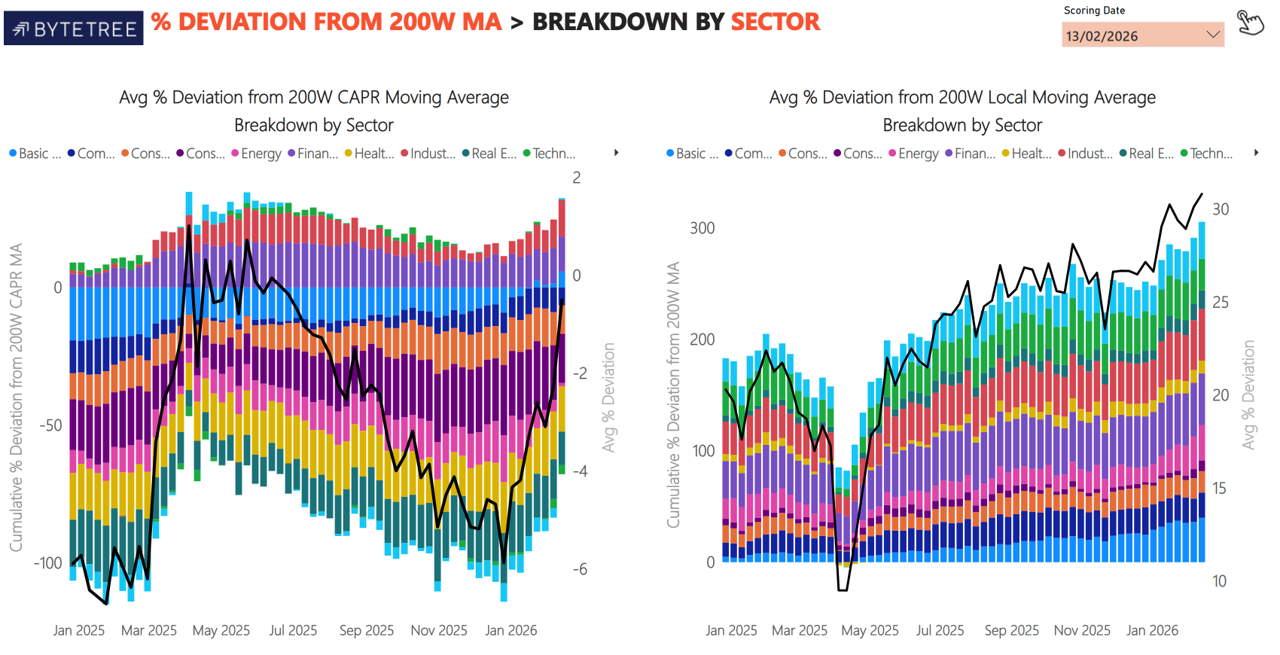 BYTETREE
% DEVIATION FROM 200W MA > BREAKDOWN BY SECTOR
Scoring Date
13/02/2026
Avg % Deviation from 200W CAPR Moving Average
Breakdown by Sector
Basic ... Com... Cons... Cons... Energy Finan... Healt... Indust... Real E... Techn...
Cumulative % Deviation from 200W CAPR MA
0
-50
-100
2
0
-2
-4
-6
Avg % Deviation
Jan 2025 Mar 2025 May 2025 Jul 2025 Sep 2025 Nov 2025 Jan 2026
Avg % Deviation from 200W Local Moving Average
Breakdown by Sector
Basic ... Com... Cons... Cons... Energy Finan... Healt... Indust... Real E... Techn...
Cumulative % Deviation from 200W MA
300
200
100
0
30
25
20
15
10
Avg % Deviation
Jan 2025 Mar 2025 May 2025 Jul 2025 Sep 2025 Nov 2025 Jan 2026